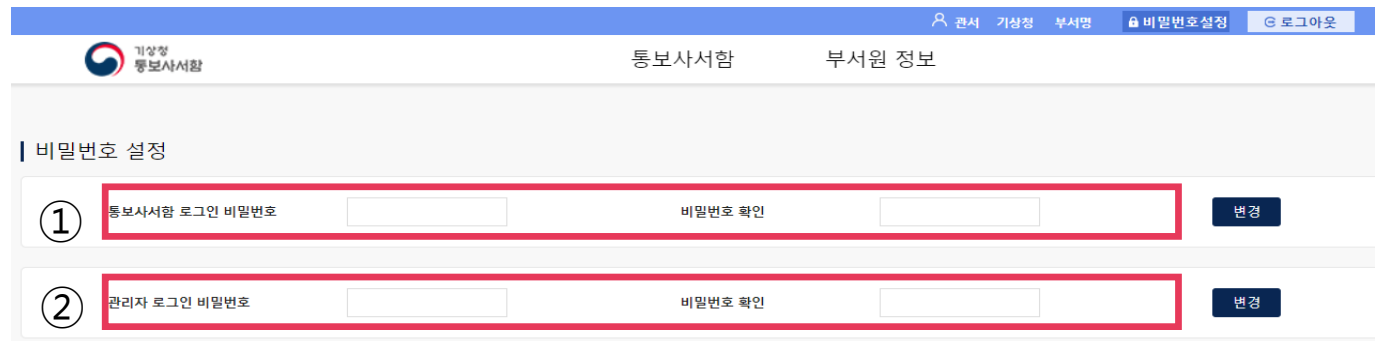 관서 기상청 부서명 비밀번호설정 로그아웃
기상청
통보사서함
통보사서함 부서원 정보
비밀번호 설정
① 통보사서함 로그인 비밀번호 비밀번호 확인 변경
② 관리자 로그인 비밀번호 비밀번호 확인 변경